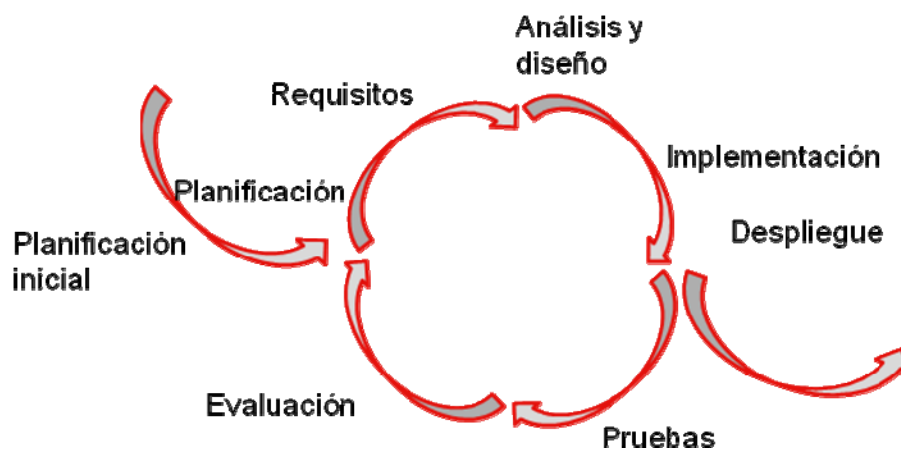 Análisis y
diseño
Requisitos
Implementación
Planificación
Despliegue
Planificación
inicial
Evaluación
Pruebas